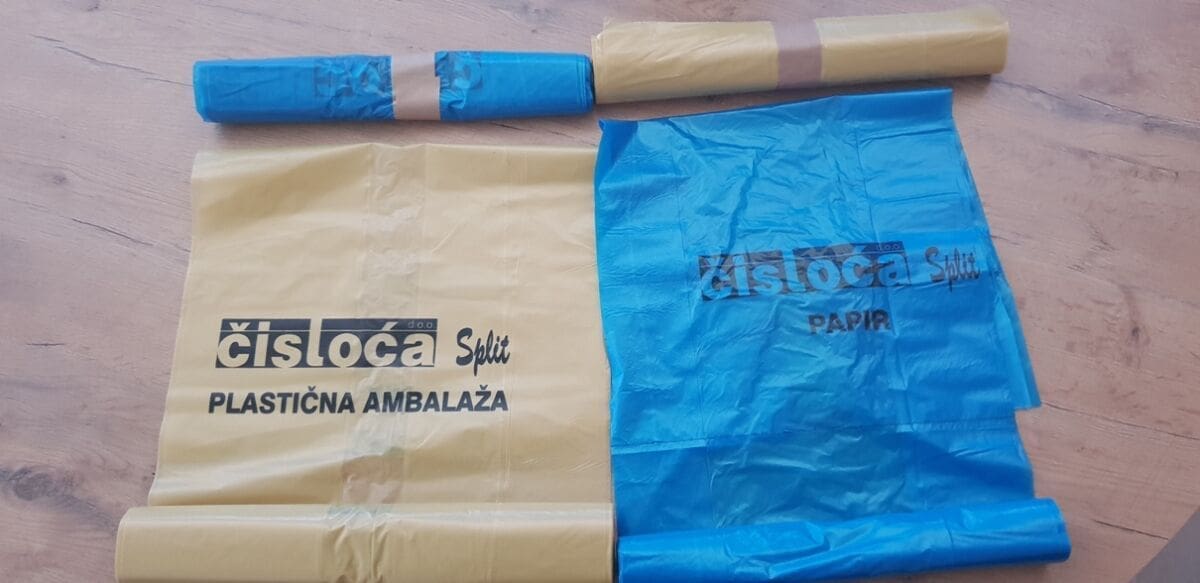 d.o.o.
čistoća Split
PLASTIČNA AMBALAŽA
d.o.o.
čistoća Split
PAPIR